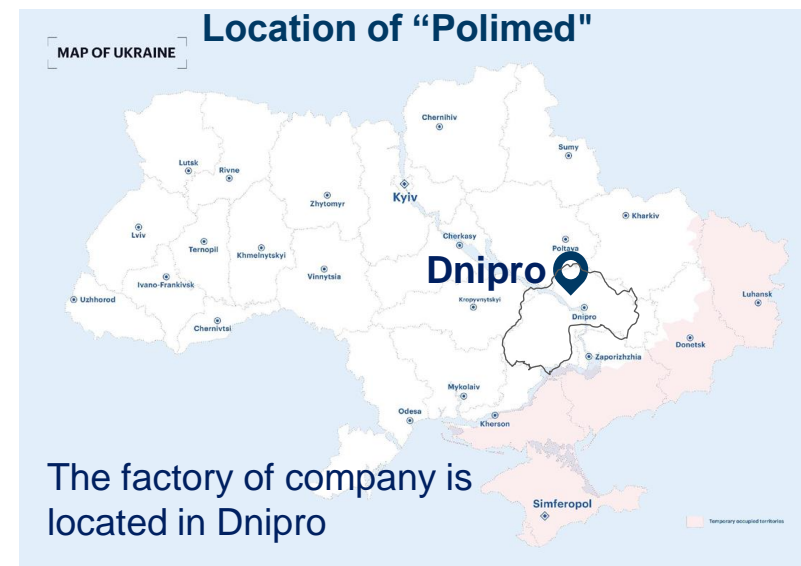 Location of “Polimed"
MAP OF UKRAINE
Chernihiv
Sumy
Lutsk
Rivne
Kyiv
Zhytomyr
Kharkiv
Lviv
Ternopil
Khmelnytskyi
Cherkasy
Poltava
Dnipro
Vinnytsia
Ivano-Frankivsk
Uzhhorod
Kropyvnytskyi
Luhansk
Chernivtsi
Dnipro
Donetsk
Zaporizhzhia
Mykolaiv
Odesa
Kherson
The factory of company is
located in Dnipro
Simferopol
Temporary occupied territories